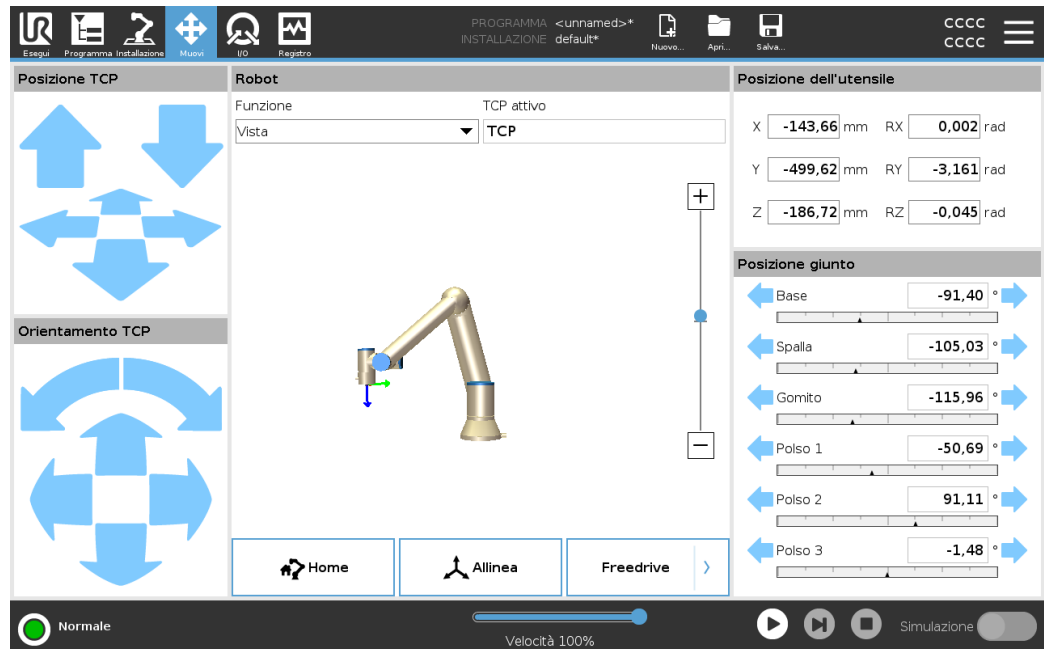 UR
Esegui Programma Installazione Muovi I/O Registro
PROGRAMMA <unnamed>*
INSTALLAZIONE default*
Nuovo... Apri... Salva...
CCCC
CCCC
Posizione TCP
Orientamento TCP
Robot
Funzione TCP attivo
Vista TCP
+
−
Home Allinea Freedrive
Posizione dell'utensile
X -143,66 mm RX 0,002 rad
Y -499,62 mm RY -3,161 rad
Z -186,72 mm RZ -0,045 rad
Posizione giunto
Base -91,40 °
Spalla -105,03 °
Gomito -115,96 °
Polso 1 -50,69 °
Polso 2 91,11 °
Polso 3 -1,48 °
Normale
Velocità 100%
Simulazione